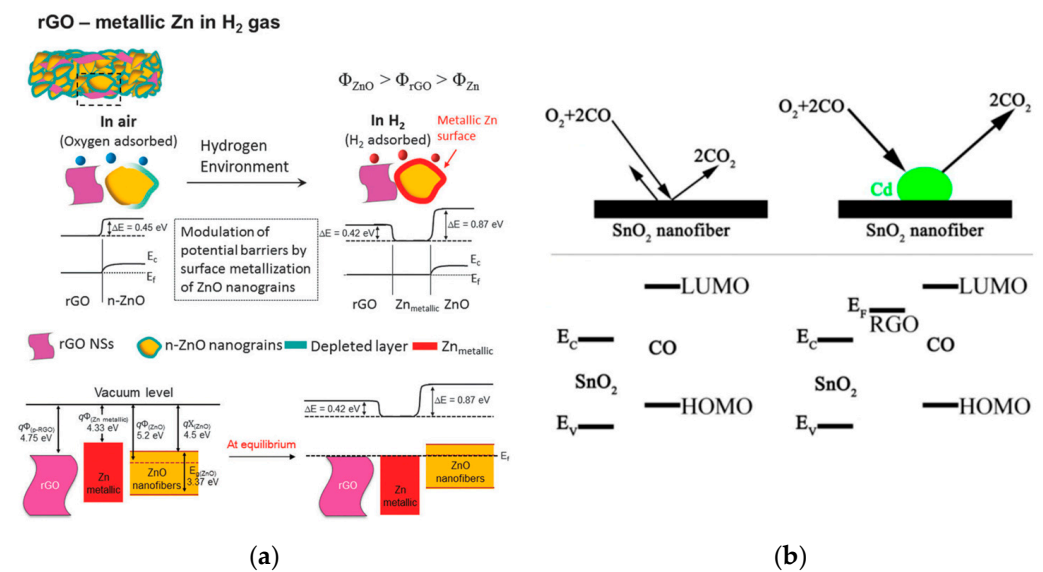 rGO – metallic Zn in H2 gas
ΦZnO > ΦrGO > ΦZn
In air
(Oxygen adsorbed)
Hydrogen
Environment
In H2
(H2 adsorbed)
Metallic Zn
surface
ΔE = 0.45 eV
Ec
Ef
rGO
n-ZnO
Modulation of
potential barriers by
surface metallization
of ZnO nanograins
ΔE = 0.42 eV
ΔE = 0.87 eV
Ec
Ef
rGO
Znmetallic
ZnO
rGO NSs
n-ZnO nanograins
Depleted layer
Znmetallic
Vacuum level
qΦ(p-RGO)
4.75 eV
qΦ(Zn metallic)
4.33 eV
qΦ(ZnO)
5.2 eV
qX(ZnO)
4.5 eV
Eg(ZnO)
3.37 eV
rGO
Zn
metallic
ZnO
nanofibers
At equilibrium
ΔE = 0.42 eV
ΔE = 0.87 eV
Ef
rGO
Zn
metallic
ZnO
nanofibers
(a)
O2+2CO
2CO2
SnO2 nanofiber
O2+2CO
2CO2
Cd
SnO2 nanofiber
LUMO
EC
CO
SnO2
HOMO
EV
LUMO
EF
RGO
EC
CO
SnO2
HOMO
EV
(b)